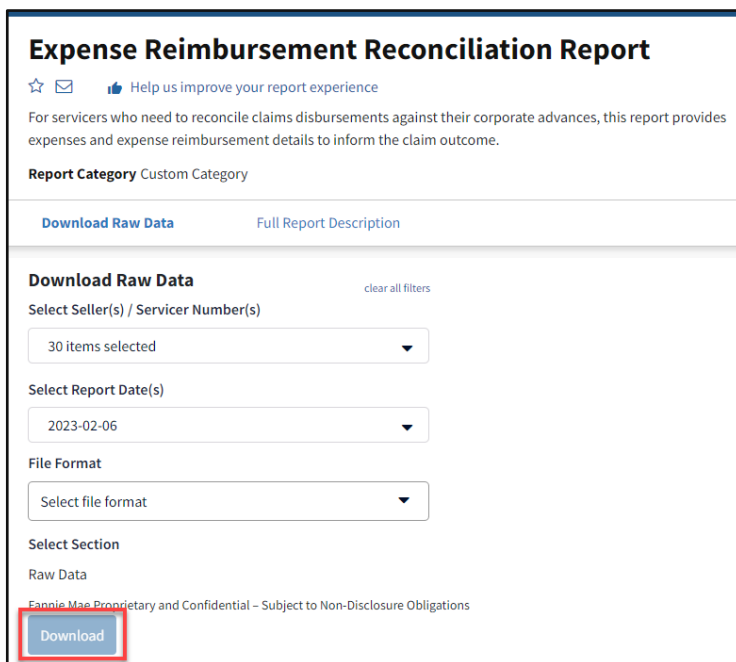 Expense Reimbursement Reconciliation Report
Help us improve your report experience
For servicers who need to reconcile claims disbursements against their corporate advances, this report provides
expenses and expense reimbursement details to inform the claim outcome.
Report Category Custom Category
Download Raw Data Full Report Description
Download Raw Data clear all filters
Select Seller(s) / Servicer Number(s)
30 items selected
Select Report Date(s)
2023-02-06
File Format
Select file format
Select Section
Raw Data
Fannie Mae Proprietary and Confidential – Subject to Non-Disclosure Obligations
Download